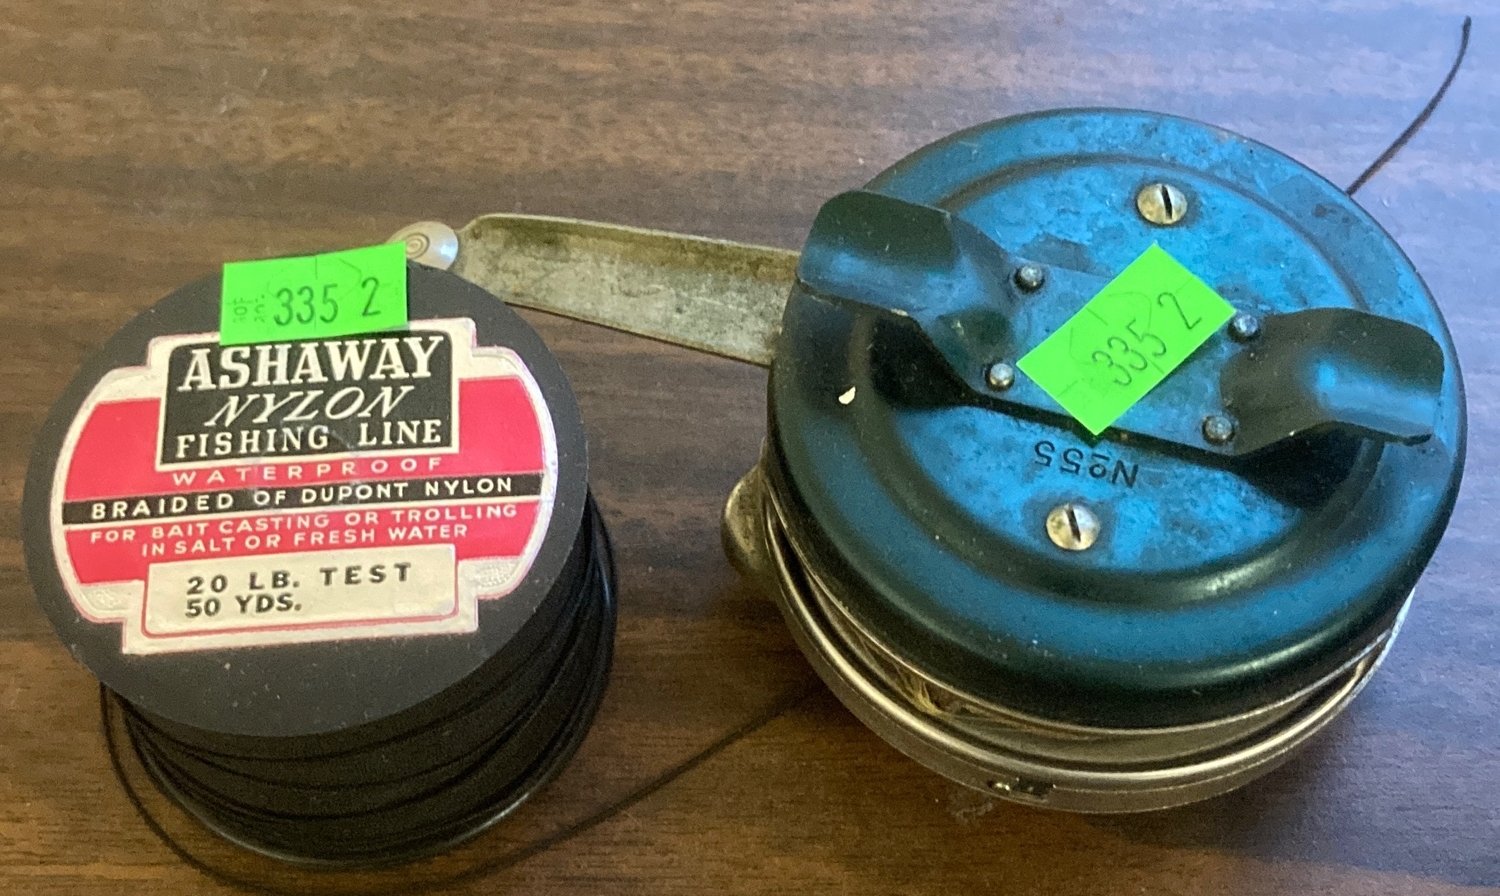 335 2
ASHAWAY
NYLON
FISHING LINE
WATERPROOF
BRAIDED OF DUPONT NYLON
FOR BAIT CASTING OR TROLLING
IN SALT OR FRESH WATER
20 LB. TEST
50 YDS.
335 2
Nº55